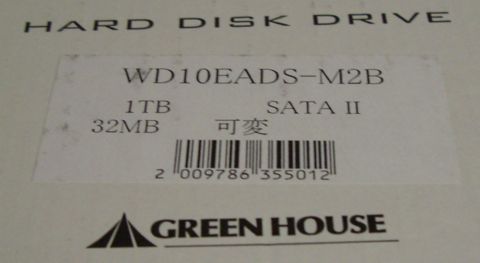 HARD DISK DRIVE
WD10EADS-M2B
1TB SATA II
32MB 可変
2 009786 355012
GREEN HOUSE